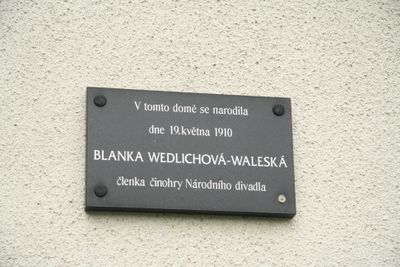 V tomto domě se narodila
dne 19.května 1910
BLANKA WEDLICHOVÁ-WALESKÁ
členka činohry Národního divadla